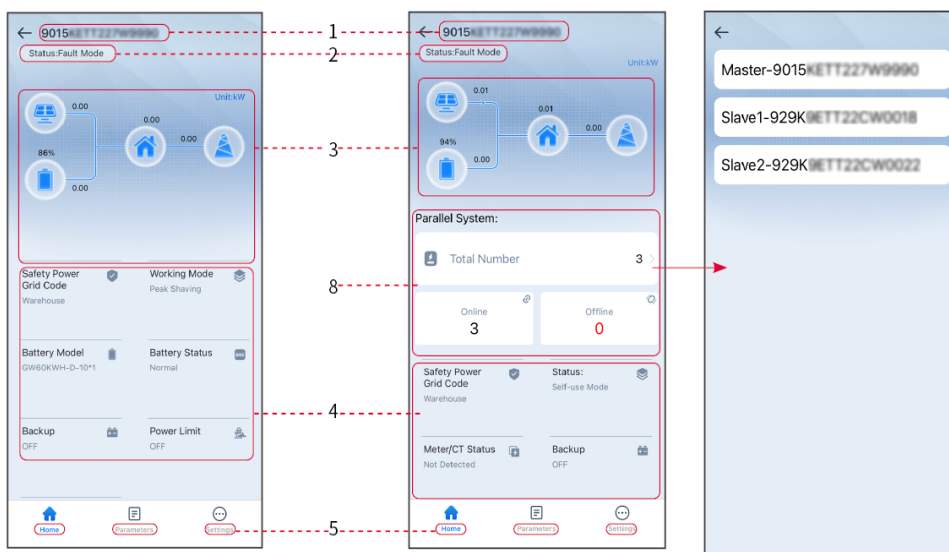 9015
Status:Fault Mode
Unit:kW
0.00
0.00
0.00
86%
0.00
Safety Power
Grid Code
Warehouse
Working Mode
Peak Shaving
Battery Model
GW60KWH-D-10*1
Battery Status
Normal
Backup
OFF
Power Limit
OFF
Home
Parameters
Settings
1
2
3
8
4
5
9015KETT227W9990
Status:Fault Mode
Unit:kW
0.01
0.01
0.00
94%
0.00
Parallel System:
Total Number
3
Online
3
Offline
0
Safety Power
Grid Code
Warehouse
Status:
Self-use Mode
Meter/CT Status
Not Detected
Backup
OFF
Home
Parameters
Settings
Master-9015KETT227W9990
Slave1-929K9ETT22CW0018
Slave2-929K9ETT22CW0022